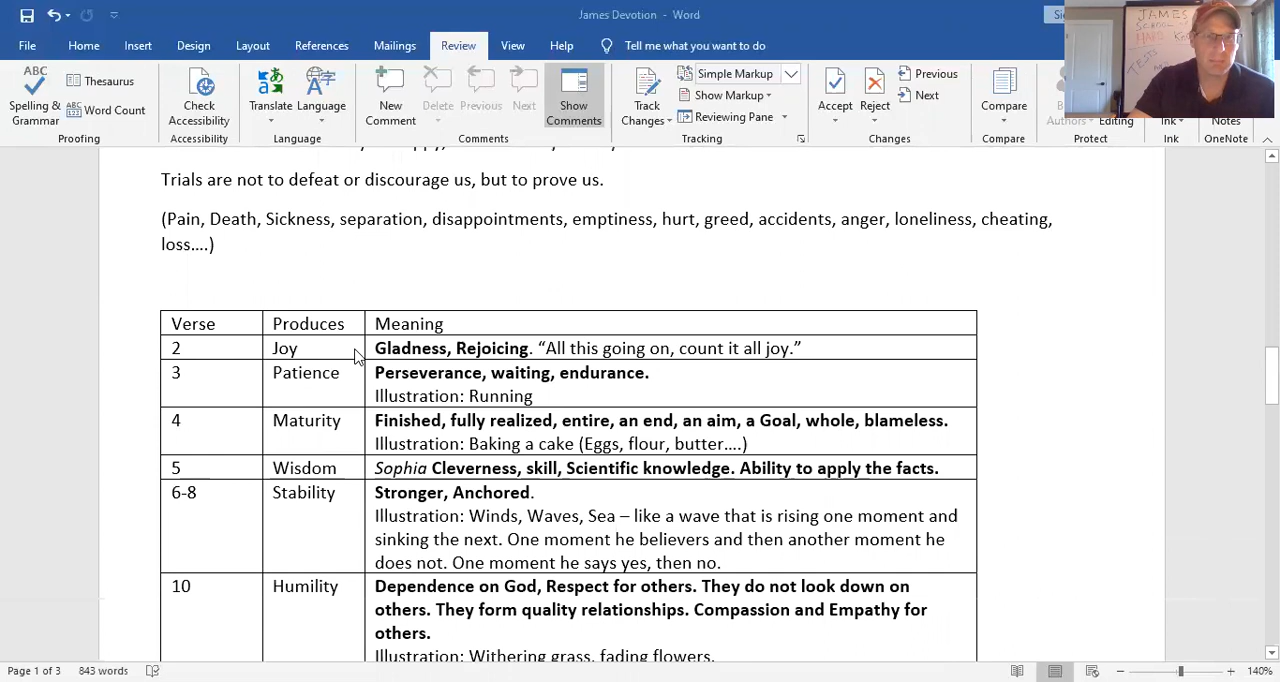 James Devotion - Word
File Home Insert Design Layout References Mailings Review View Help Tell me what you want to do
JAMES
SCHOOL OF
HARD
TEST
ABC
Spelling & Grammar
Thesaurus
ABC
123
Word Count
Proofing
Check Accessibility
Accessibility
Translate
Language
Language
New Comment
Delete
Previous
Next
Show Comments
Comments
Track Changes
Simple Markup
Show Markup
Reviewing Pane
Tracking
Accept
Reject
Previous
Next
Changes
Compare
Compare
Authors
Editing
Protect
Ink
Ink
Notes
OneNote
Trials are not to defeat or discourage us, but to prove us.
(Pain, Death, Sickness, separation, disappointments, emptiness, hurt, greed, accidents, anger, loneliness, cheating,
loss....)
Verse Produces Meaning
2 Joy Gladness, Rejoicing. “All this going on, count it all joy.”
3 Patience Perseverance, waiting, endurance.
Illustration: Running
4 Maturity Finished, fully realized, entire, an end, an aim, a Goal, whole, blameless.
Illustration: Baking a cake (Eggs, flour, butter....)
5 Wisdom Sophia Cleverness, skill, Scientific knowledge. Ability to apply the facts.
6-8 Stability Stronger, Anchored.
Illustration: Winds, Waves, Sea – like a wave that is rising one moment and
sinking the next. One moment he believers and then another moment he
does not. One moment he says yes, then no.
10 Humility Dependence on God, Respect for others. They do not look down on
others. They form quality relationships. Compassion and Empathy for
others.
Illustration: Withering grass, fading flowers.
Page 1 of 3 843 words 140%